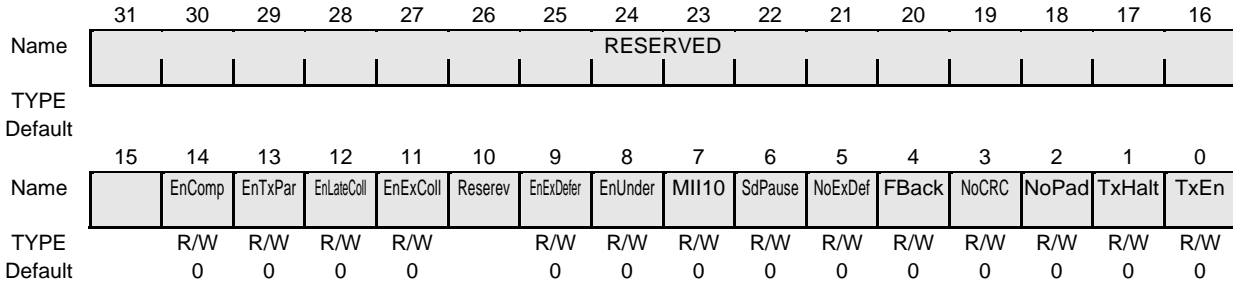 31 30 29 28 27 26 25 24 23 22 21 20 19 18 17 16
Name RESERVED
TYPE
Default
15 14 13 12 11 10 9 8 7 6 5 4 3 2 1 0
Name EnComp EnTxPar EnLateColl EnExColl Reserev EnExDefer EnUnder MII10 SdPause NoExDef FBack NoCRC NoPad TxHalt TxEn
TYPE R/W R/W R/W R/W R/W R/W R/W R/W R/W R/W R/W R/W R/W R/W
Default 0 0 0 0 0 0 0 0 0 0 0 0 0 0